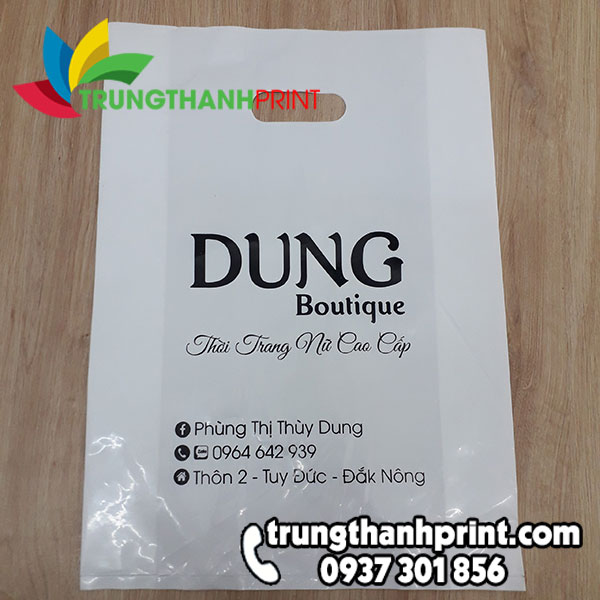 TRUNGTHANHPRINT
DUNG
Boutique
Thời Trang Nữ Cao Cấp
Phùng Thị Thùy Dung
0964 642 939
Thôn 2 - Tuy Đức - Đắk Nông
trungthanhprint.com
0937 301 856